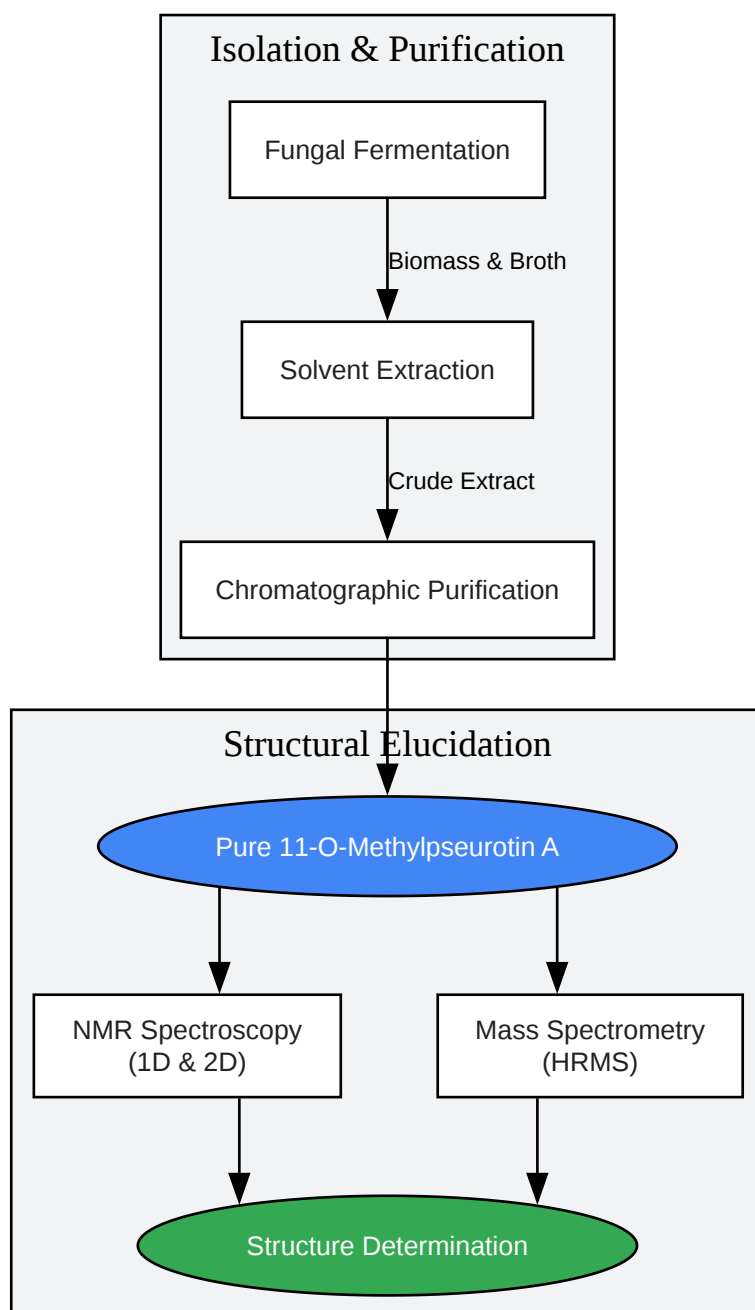 Isolation & Purification
Fungal Fermentation
Biomass & Broth
Solvent Extraction
Crude Extract
Chromatographic Purification
Structural Elucidation
Pure 11-O-Methylpseurotin A
NMR Spectroscopy
(1D & 2D)
Mass Spectrometry
(HRMS)
Structure Determination